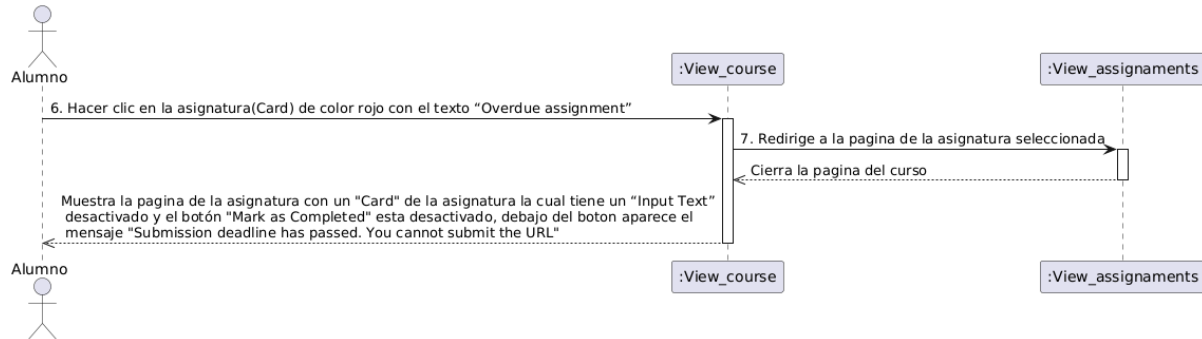 Alumno
:View_course
:View_assignaments
6. Hacer clic en la asignatura(Card) de color rojo con el texto “Overdue assignment”
7. Redirige a la pagina de la asignatura seleccionada
Cierra la pagina del curso
Muestra la pagina de la asignatura con un "Card" de la asignatura la cual tiene un “Input Text”
desactivado y el botón "Mark as Completed" esta desactivado, debajo del boton aparece el
mensaje "Submission deadline has passed. You cannot submit the URL"
Alumno
:View_course
:View_assignaments